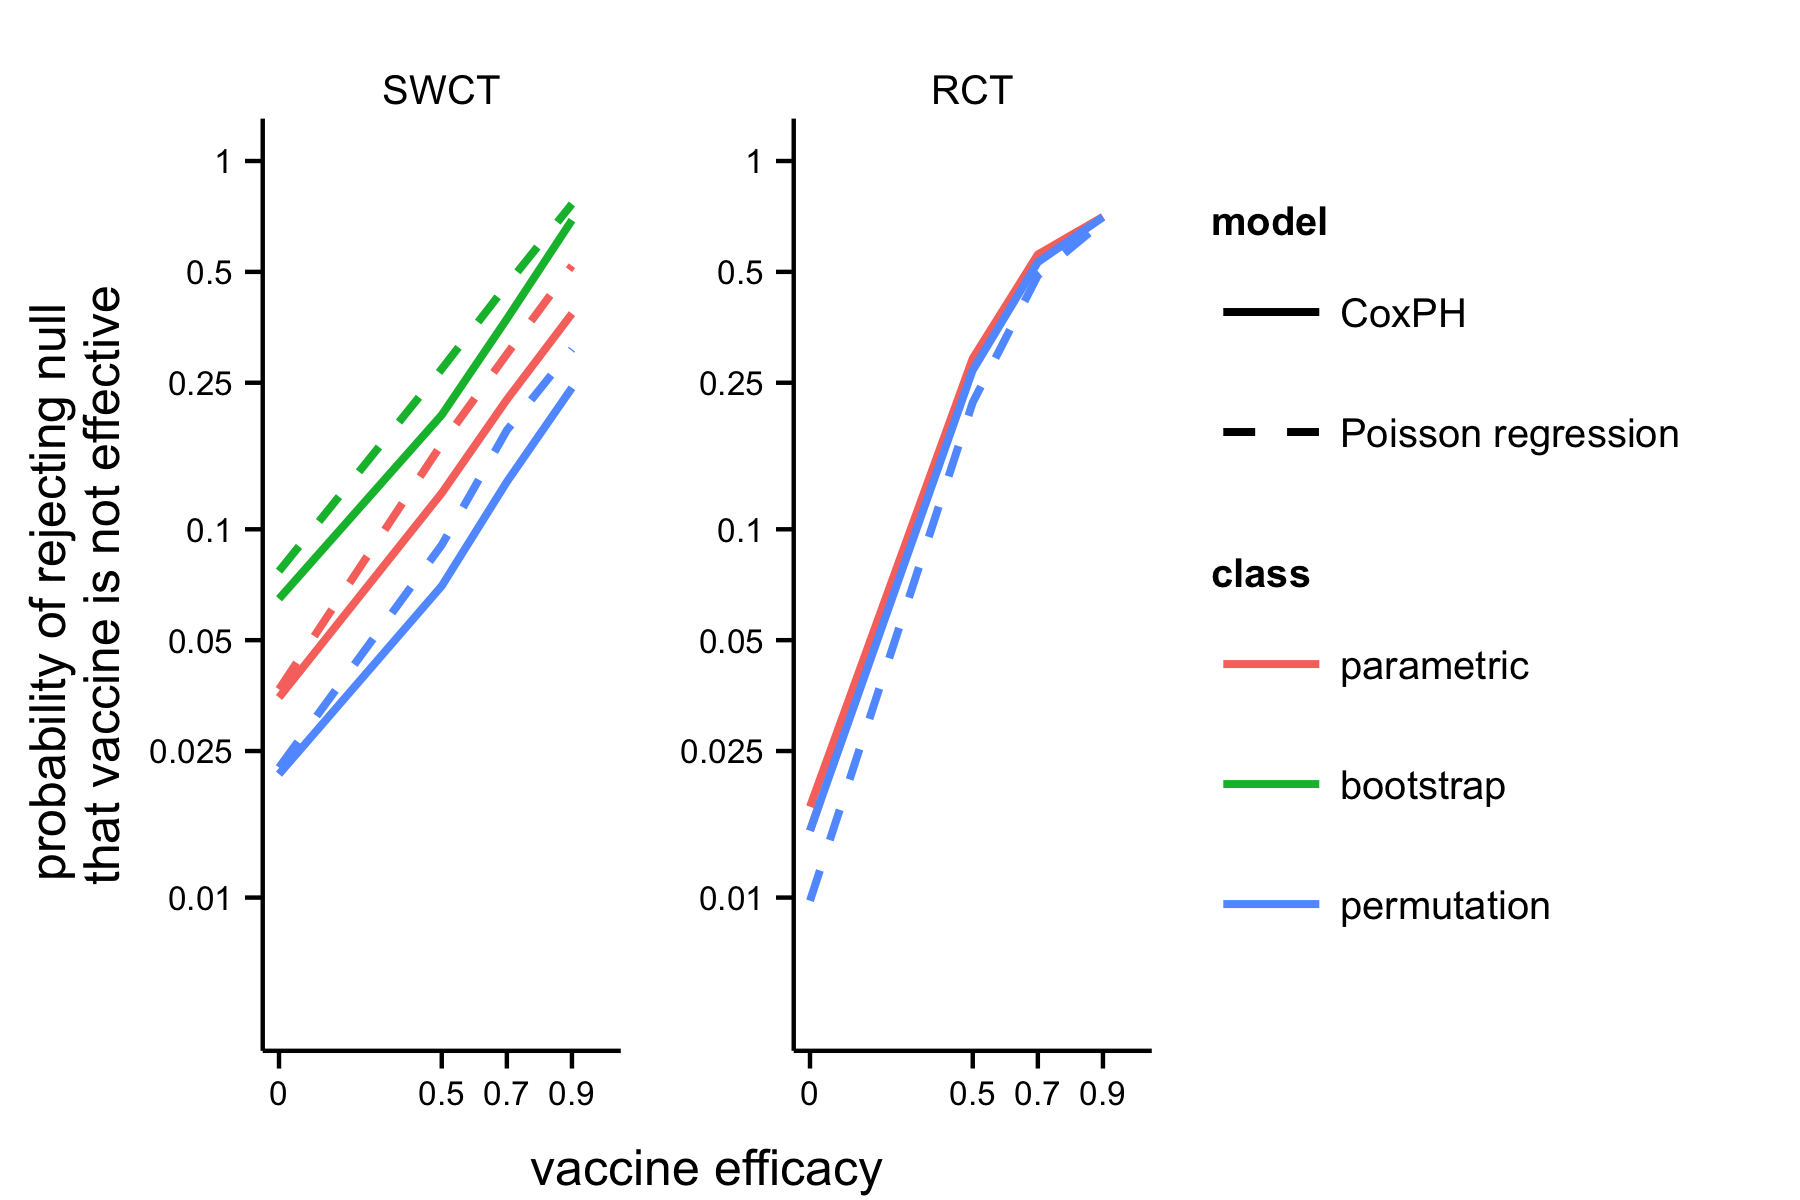 SWCT
RCT
probability of rejecting null
that vaccine is not effective
1
0.5
0.25
0.1
0.05
0.025
0.01
0
0.5
0.7
0.9
1
0.5
0.25
0.1
0.05
0.025
0.01
0
0.5
0.7
0.9
vaccine efficacy
model
CoxPH
Poisson regression
class
parametric
bootstrap
permutation